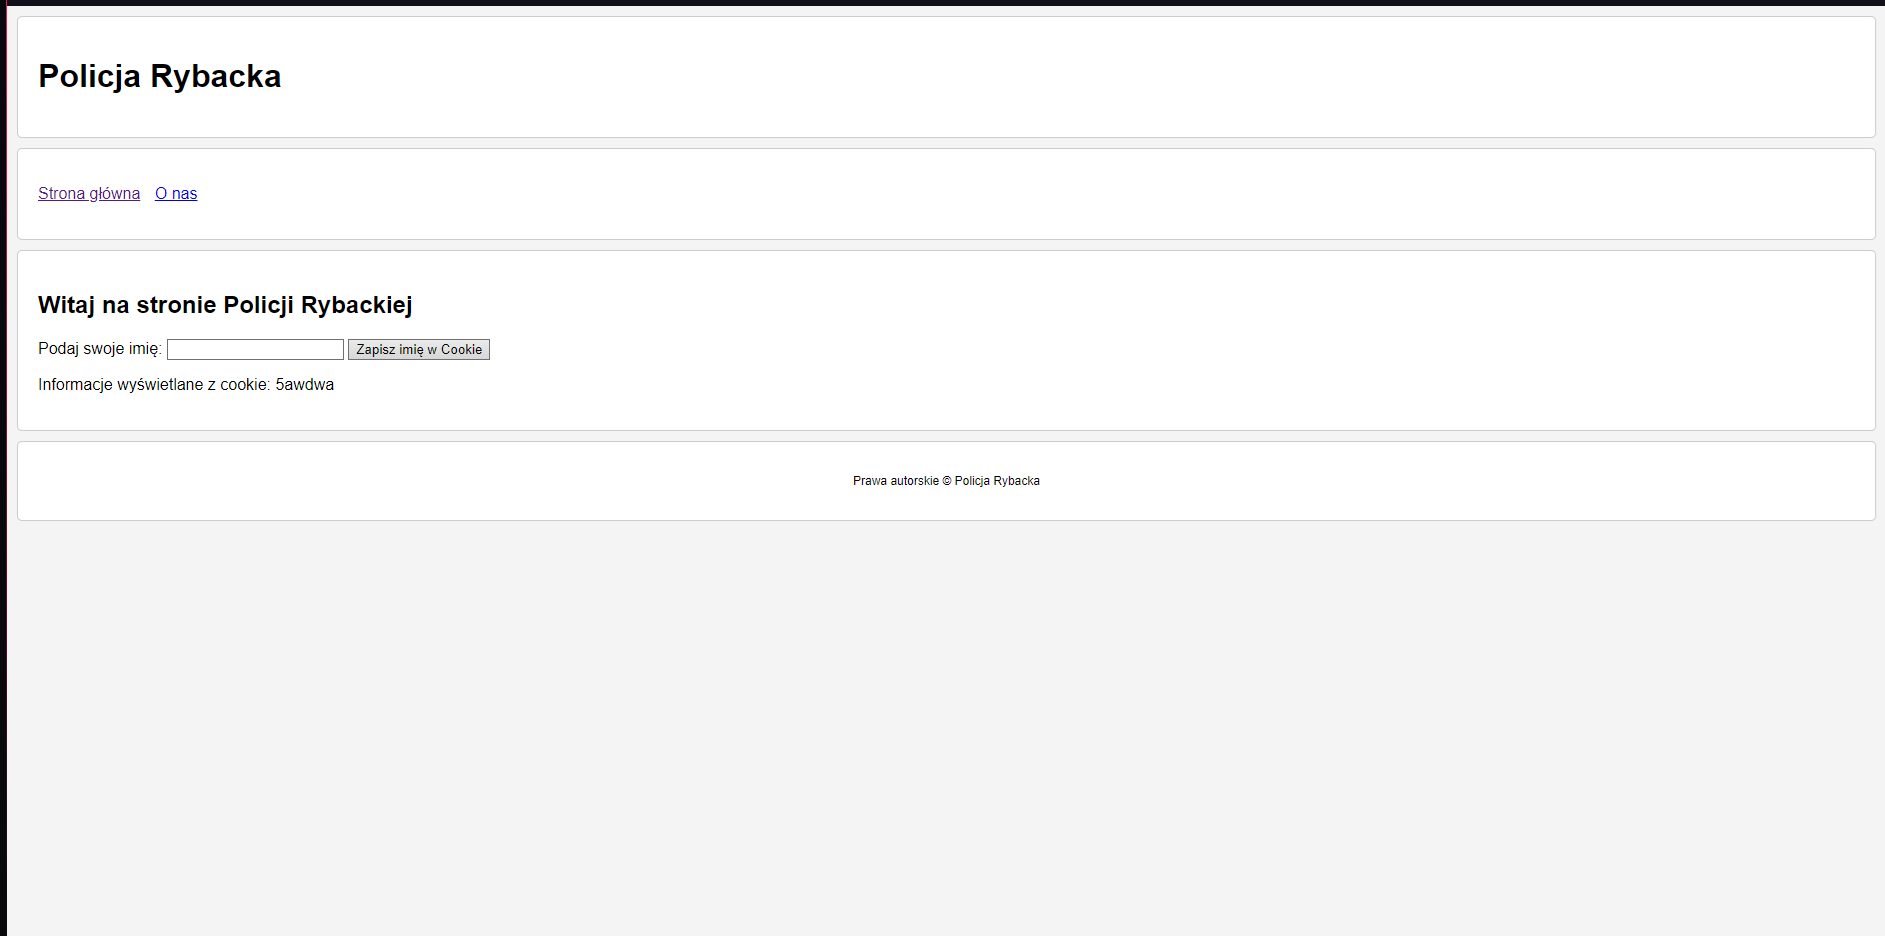 Policja Rybacka
Strona główna O nas
Witaj na stronie Policji Rybackiej
Podaj swoje imię: Zapisz imię w Cookie
Informacje wyświetlane z cookie: 5awdwa
Prawa autorskie © Policja Rybacka